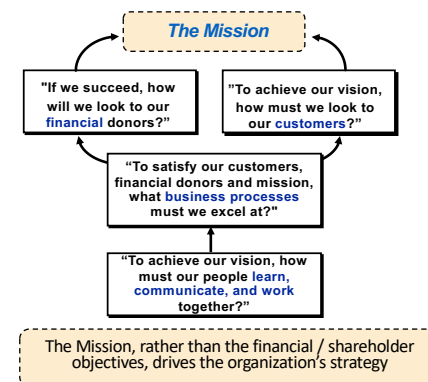 The Mission
"If we succeed, how
will we look to our
financial donors?”
”To achieve our vision,
how must we look to
our customers?”
“To satisfy our customers,
financial donors and mission,
what business processes
must we excel at?"
“To achieve our vision, how
must our people learn,
communicate, and work
together?”
The Mission, rather than the financial / shareholder
objectives, drives the organization’s strategy